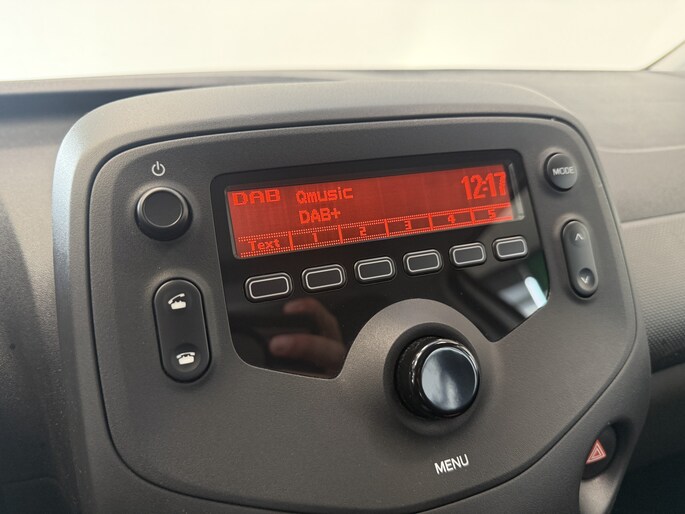 DAB Qmusic 12:17
DAB+
Text 1 2 3 4 5
MODE
MENU